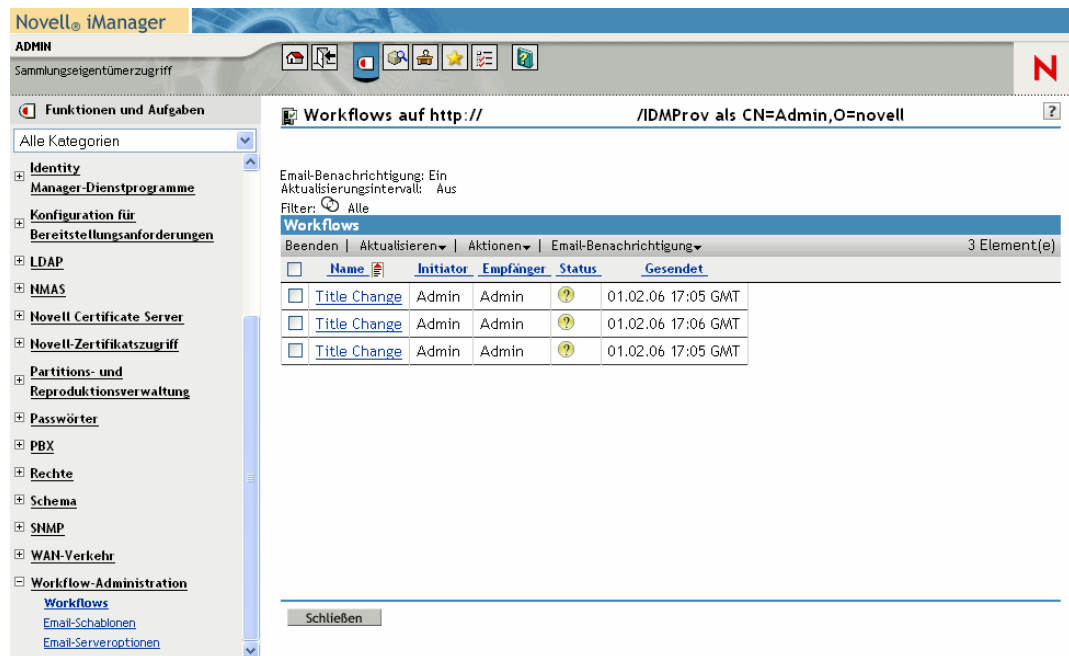 Novell® iManager
ADMIN
Sammlungseigentümerzugriff
N
Funktionen und Aufgaben
Alle Kategorien
Identity
Manager-Dienstprogramme
Konfiguration für
Bereitstellungsanforderungen
LDAP
NMAS
Novell Certificate Server
Novell-Zertifikatszugriff
Partitions- und
Reproduktionsverwaltung
Passwörter
PBX
Rechte
Schema
SNMP
WAN-Verkehr
Workflow-Administration
Workflows
Email-Schablonen
Email-Serveroptionen
Workflows auf http:// /IDMProv als CN=Admin,O=novell ?
Email-Benachrichtigung: Ein
Aktualisierungsintervall: Aus
Filter: Alle
Workflows
Beenden | Aktualisieren | Aktionen | Email-Benachrichtigung 3 Element(e)
Name Initiator Empfänger Status Gesendet
Title Change Admin Admin ? 01.02.06 17:05 GMT
Title Change Admin Admin ? 01.02.06 17:06 GMT
Title Change Admin Admin ? 01.02.06 17:05 GMT
Schließen